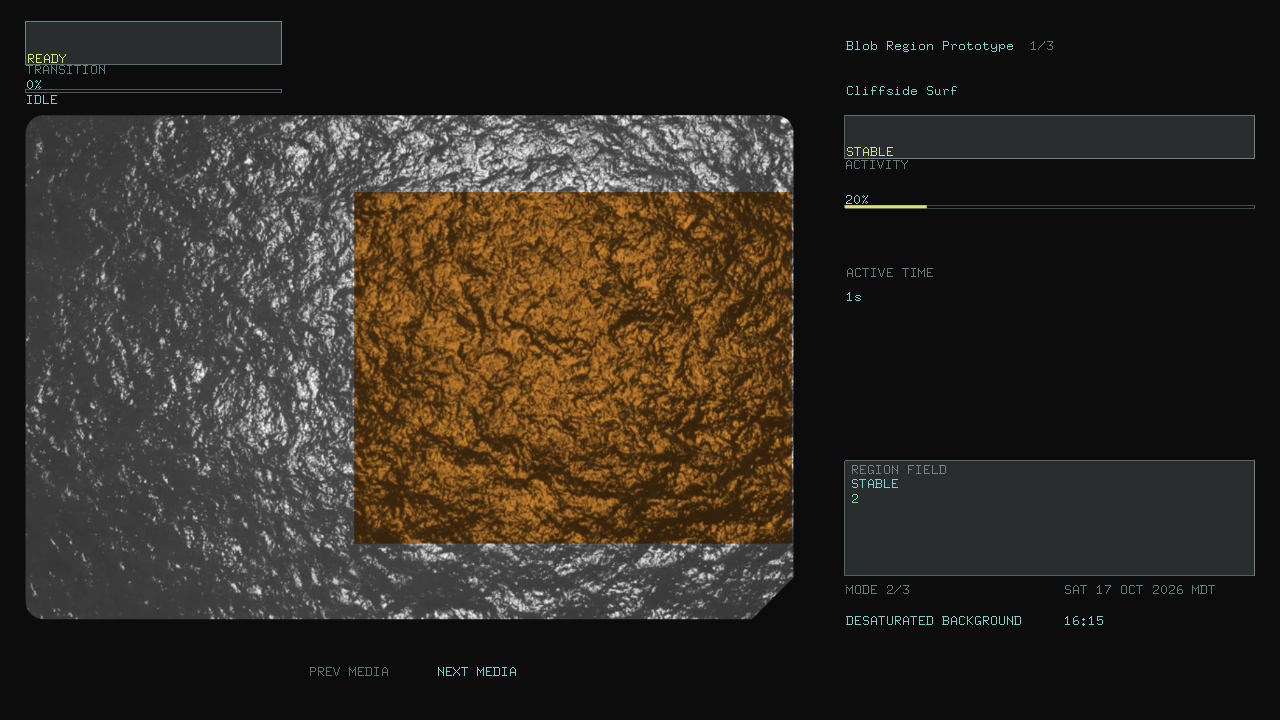 READY
TRANSITION
0%
IDLE
Blob Region Prototype 1/3
Cliffside Surf
STABLE
ACTIVITY
20%
ACTIVE TIME
1s
REGION FIELD
STABLE
2
MODE 2/3
SAT 17 OCT 2026 MDT
DESATURATED BACKGROUND
16:15
PREV MEDIA
NEXT MEDIA